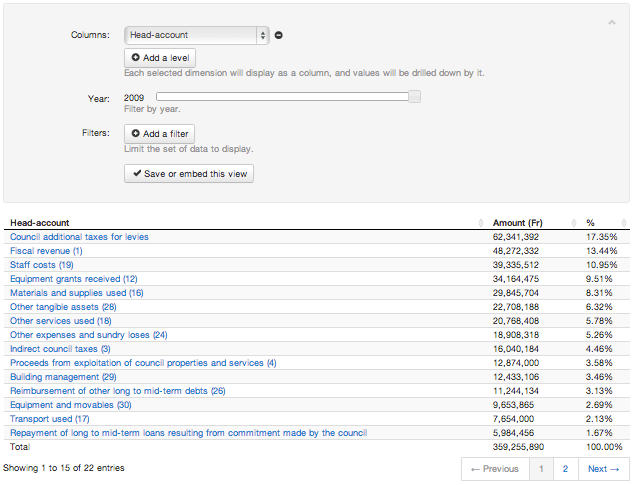 Columns: Head-account
Add a level
Each selected dimension will display as a column, and values will be drilled down by it.
Year: 2009
Filter by year.
Filters: Add a filter
Limit the set of data to display.
Save or embed this view
Head-account Amount (Fr) %
Council additional taxes for levies 62,341,392 17.35%
Fiscal revenue (1) 48,272,332 13.44%
Staff costs (19) 39,335,512 10.95%
Equipment grants received (12) 34,164,475 9.51%
Materials and supplies used (16) 29,845,704 8.31%
Other tangible assets (28) 22,708,188 6.32%
Other services used (18) 20,768,408 5.78%
Other expenses and sundry loses (24) 18,908,318 5.26%
Indirect council taxes (3) 16,040,184 4.46%
Proceeds from exploitation of council properties and services (4) 12,874,000 3.58%
Building management (29) 12,433,106 3.46%
Reimbursement of other long to mid-term debts (26) 11,244,134 3.13%
Equipment and movables (30) 9,653,865 2.69%
Transport used (17) 7,654,000 2.13%
Repayment of long to mid-term loans resulting from commitment made by the council 5,984,456 1.67%
Total 359,255,890 100.00%
Showing 1 to 15 of 22 entries ← Previous 1 2 Next →